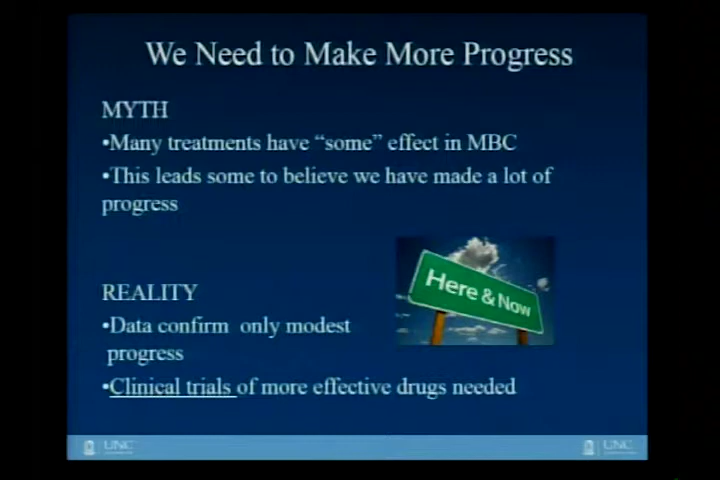 We Need to Make More Progress
MYTH
•Many treatments have “some” effect in MBC
•This leads some to believe we have made a lot of
progress
Here & Now
REALITY
•Data confirm only modest
progress
•Clinical trials of more effective drugs needed
UNC
UNC